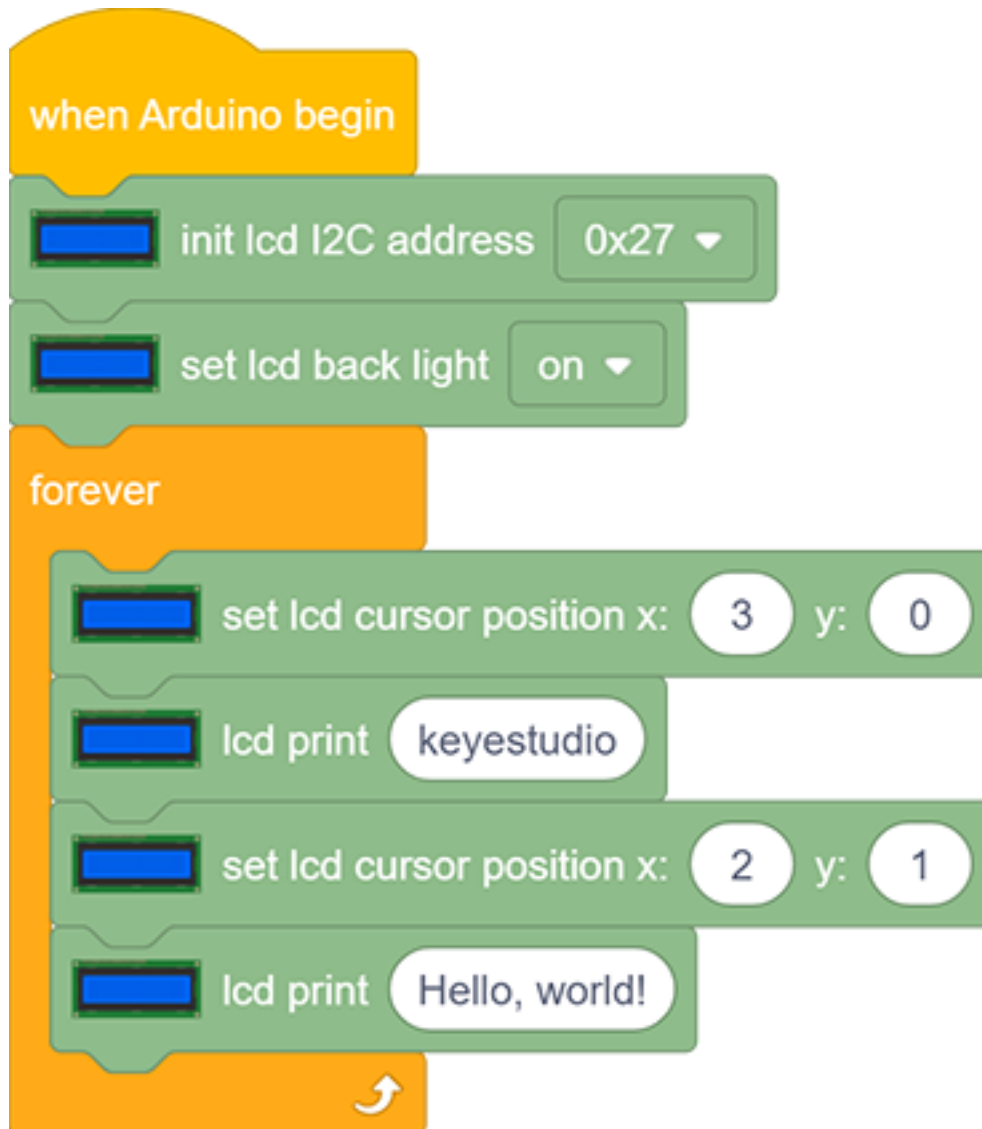 when Arduino begin
init lcd I2C address 0x27
set lcd back light on
forever
set lcd cursor position x: 3 y: 0
lcd print keyestudio
set lcd cursor position x: 2 y: 1
lcd print Hello, world!